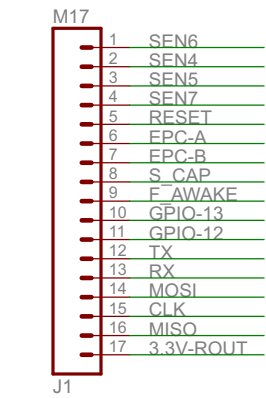 M17
1 SEN6
2 SEN4
3 SEN5
4 SEN7
5 RESET
6 EPC-A
7 EPC-B
8 S_CAP
9 F_AWAKE
10 GPIO-13
11 GPIO-12
12 TX
13 RX
14 MOSI
15 CLK
16 MISO
17 3.3V-ROUT
J1